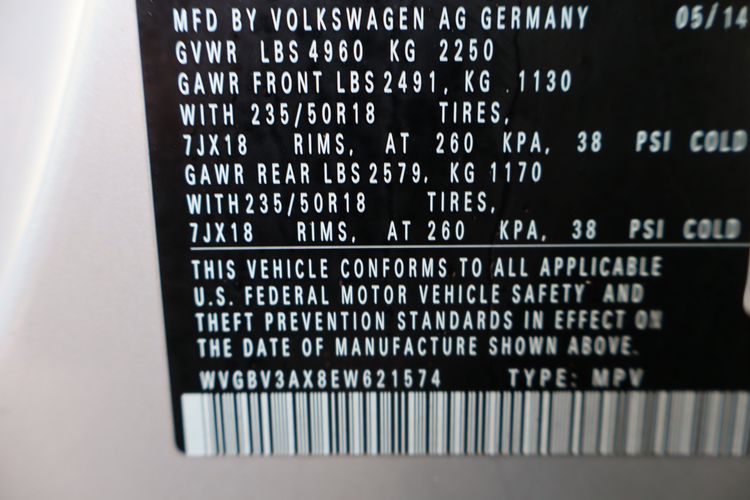 MFD BY VOLKSWAGEN AG GERMANY 05/14
GVWR LBS 4960 KG 2250
GAWR FRONT LBS 2491, KG 1130
WITH 235/50R18 TIRES,
7JX18 RIMS, AT 260 KPA, 38 PSI COLD
GAWR REAR LBS 2579, KG 1170
WITH 235/50R18 TIRES,
7JX18 RIMS, AT 260 KPA, 38 PSI COLD
THIS VEHICLE CONFORMS TO ALL APPLICABLE
U.S. FEDERAL MOTOR VEHICLE SAFETY AND
THEFT PREVENTION STANDARDS IN EFFECT ON
THE DATE OF MANUFACTURE SHOWN ABOVE.
WVGBV3AX8EW621574 TYPE: MPV